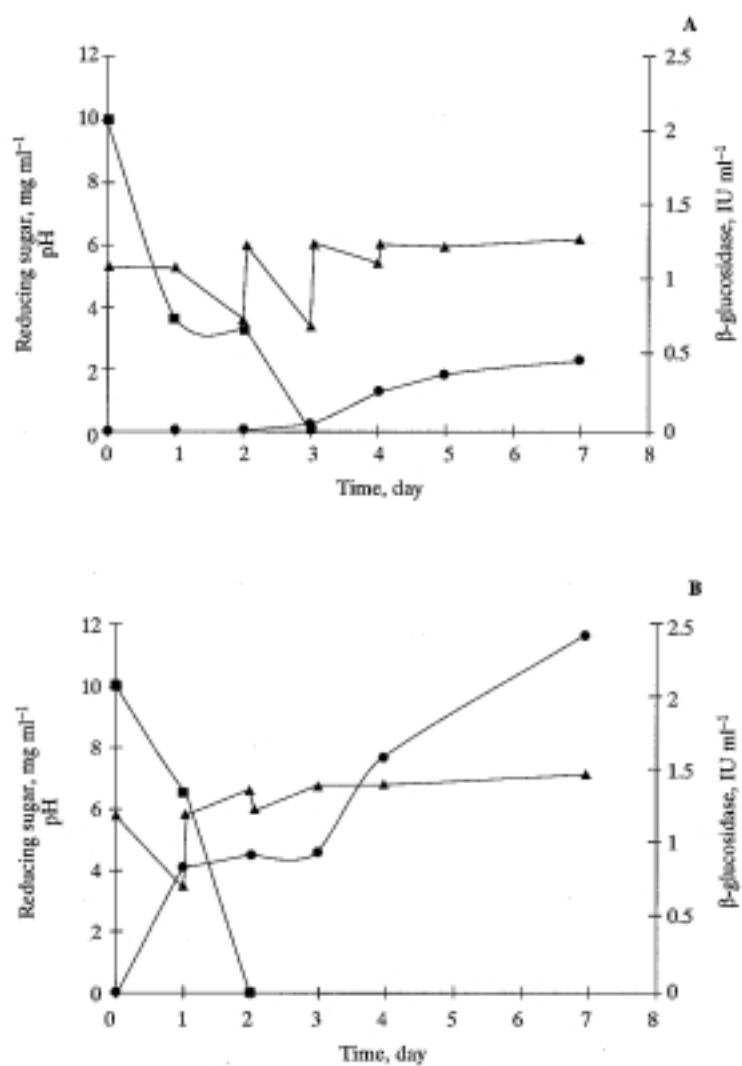 A
12
10
8
6
4
2
0
Reducing sugar, mg ml⁻¹
pH
2.5
2
1.5
1
0.5
0
β-glucosidase, IU ml⁻¹
0 1 2 3 4 5 6 7 8
Time, day
B
12
10
8
6
4
2
0
Reducing sugar, mg ml⁻¹
pH
2.5
2
1.5
1
0.5
0
β-glucosidase, IU ml⁻¹
0 1 2 3 4 5 6 7 8
Time, day